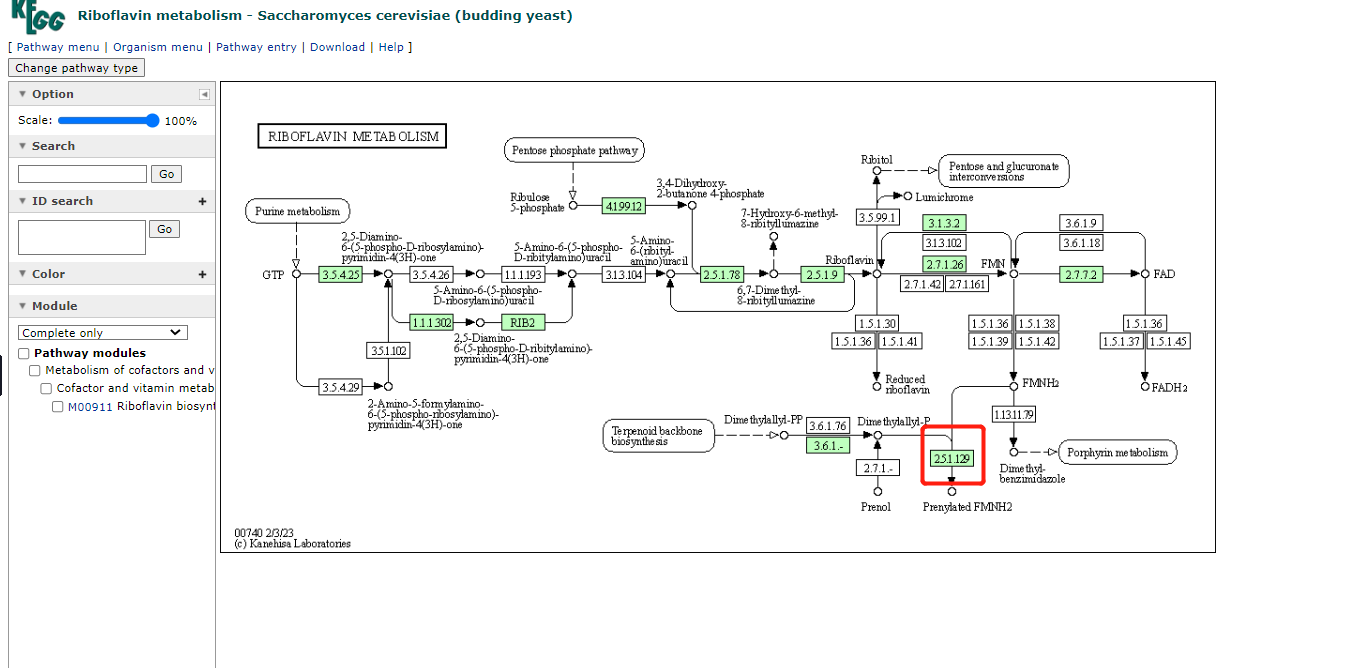 KEGG
Riboflavin metabolism - Saccharomyces cerevisiae (budding yeast)
[ Pathway menu | Organism menu | Pathway entry | Download | Help ]
Change pathway type
▼ Option
Scale: 100%
▼ Search
Go
▼ ID search +
Go
▼ Color +
▼ Module
Complete only
Pathway modules
Metabolism of cofactors and v
Cofactor and vitamin metab
M00911 Riboflavin biosynt
RIBOFLAVIN METABOLISM
Pentose phosphate pathway
Ribulose
5-phosphate
4.1.99.12
3,4-Dihydroxy-
2-butanone 4-phosphate
Ribitol
Pentose and glucuronate
interconversions
Lumichrome
3.5.99.1
Purine metabolism
7-Hydroxy-6-methyl-
8-ribityllumazine
3.1.3.2
3.1.3.102
2.7.1.26
2.7.1.42
2.7.1.161
3.6.1.9
3.6.1.18
2,5-Diamino-
6-(5-phospho-D-ribosylamino)-
pyrimidin-4(3H)-one
5-Amino-6-(5-phospho-
D-ribitylamino)uracil
5-Amino-
6-(ribityl-
amino)uracil
Riboflavin
FMN
GTP
3.5.4.25
3.5.4.26
1.1.1.193
3.1.3.104
2.5.1.78
2.5.1.9
2.7.7.2
FAD
5-Amino-6-(5-phospho-
D-ribosylamino)uracil
6,7-Dimethyl-
8-ribityllumazine
1.1.1.302
RIB2
2,5-Diamino-
6-(5-phospho-D-ribitylamino)-
pyrimidin-4(3H)-one
3.5.1.102
3.5.4.29
2-Amino-5-formylamino-
6-(5-phospho-ribosylamino)-
pyrimidin-4(3H)-one
1.5.1.30
1.5.1.36
1.5.1.41
1.5.1.36
1.5.1.38
1.5.1.39
1.5.1.42
1.5.1.36
1.5.1.37
1.5.1.45
Reduced
riboflavin
FMNH2
FADH2
1.13.11.79
Terpenoid backbone
biosynthesis
Dimethylallyl-PP
3.6.1.76
3.6.1.-
Dimethylallyl-P
2.7.1.-
Prenol
2.5.1.129
Prenylated FMNH2
Dimethyl-
benzimidazole
Porphyrin metabolism
00740 2/3/23
(c) Kanehisa Laboratories